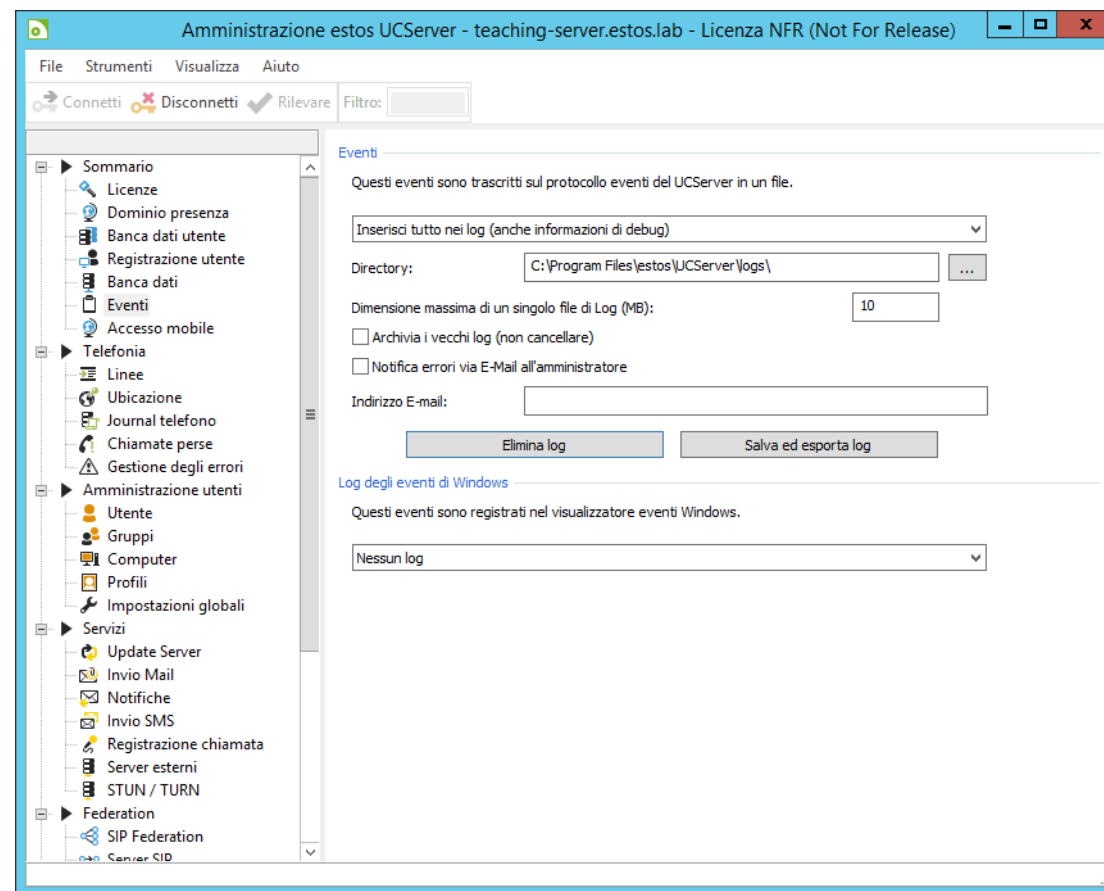 Amministrazione estos UCServer - teaching-server.estos.lab - Licenza NFR (Not For Release)
File Strumenti Visualizza Aiuto
Connetti Disconnetti Rilevare Filtro:
Sommario
Licenze
Dominio presenza
Banca dati utente
Registrazione utente
Banca dati
Eventi
Accesso mobile
Telefonia
Linee
Ubicazione
Journal telefono
Chiamate perse
Gestione degli errori
Amministrazione utenti
Utente
Gruppi
Computer
Profili
Impostazioni globali
Servizi
Update Server
Invio Mail
Notifiche
Invio SMS
Registrazione chiamata
Server esterni
STUN / TURN
Federation
SIP Federation
Server SIP
Eventi
Questi eventi sono trascritti sul protocollo eventi del UCServer in un file.
Inserisci tutto nei log (anche informazioni di debug)
Directory: C:\Program Files\estos\UCServer\logs\ ...
Dimensione massima di un singolo file di Log (MB): 10
Archivia i vecchi log (non cancellare)
Notifica errori via E-Mail all'amministratore
Indirizzo E-mail:
Elimina log Salva ed esporta log
Log degli eventi di Windows
Questi eventi sono registrati nel visualizzatore eventi Windows.
Nessun log